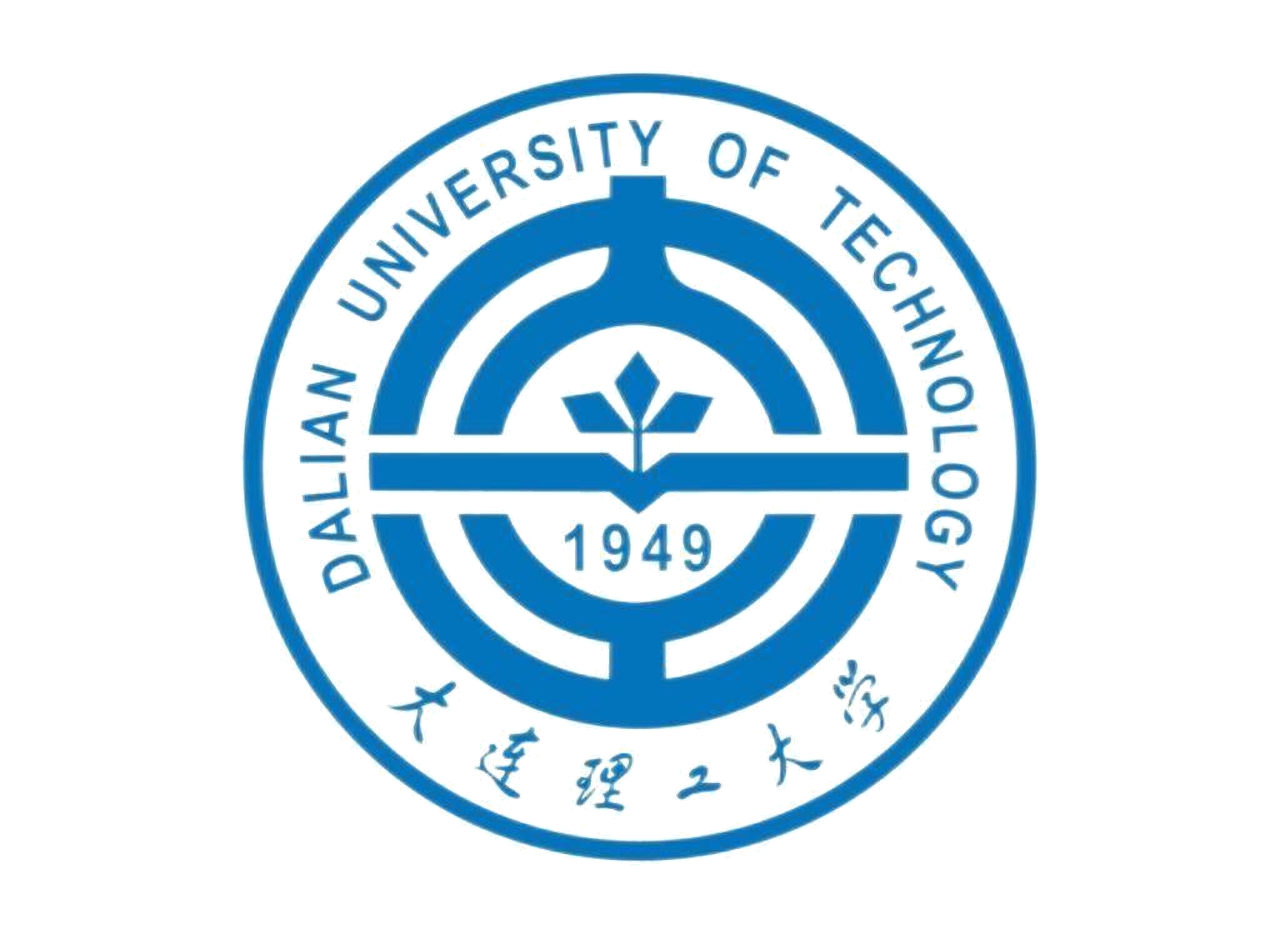 DALIAN UNIVERSITY OF TECHNOLOGY
1949
大连理工大学